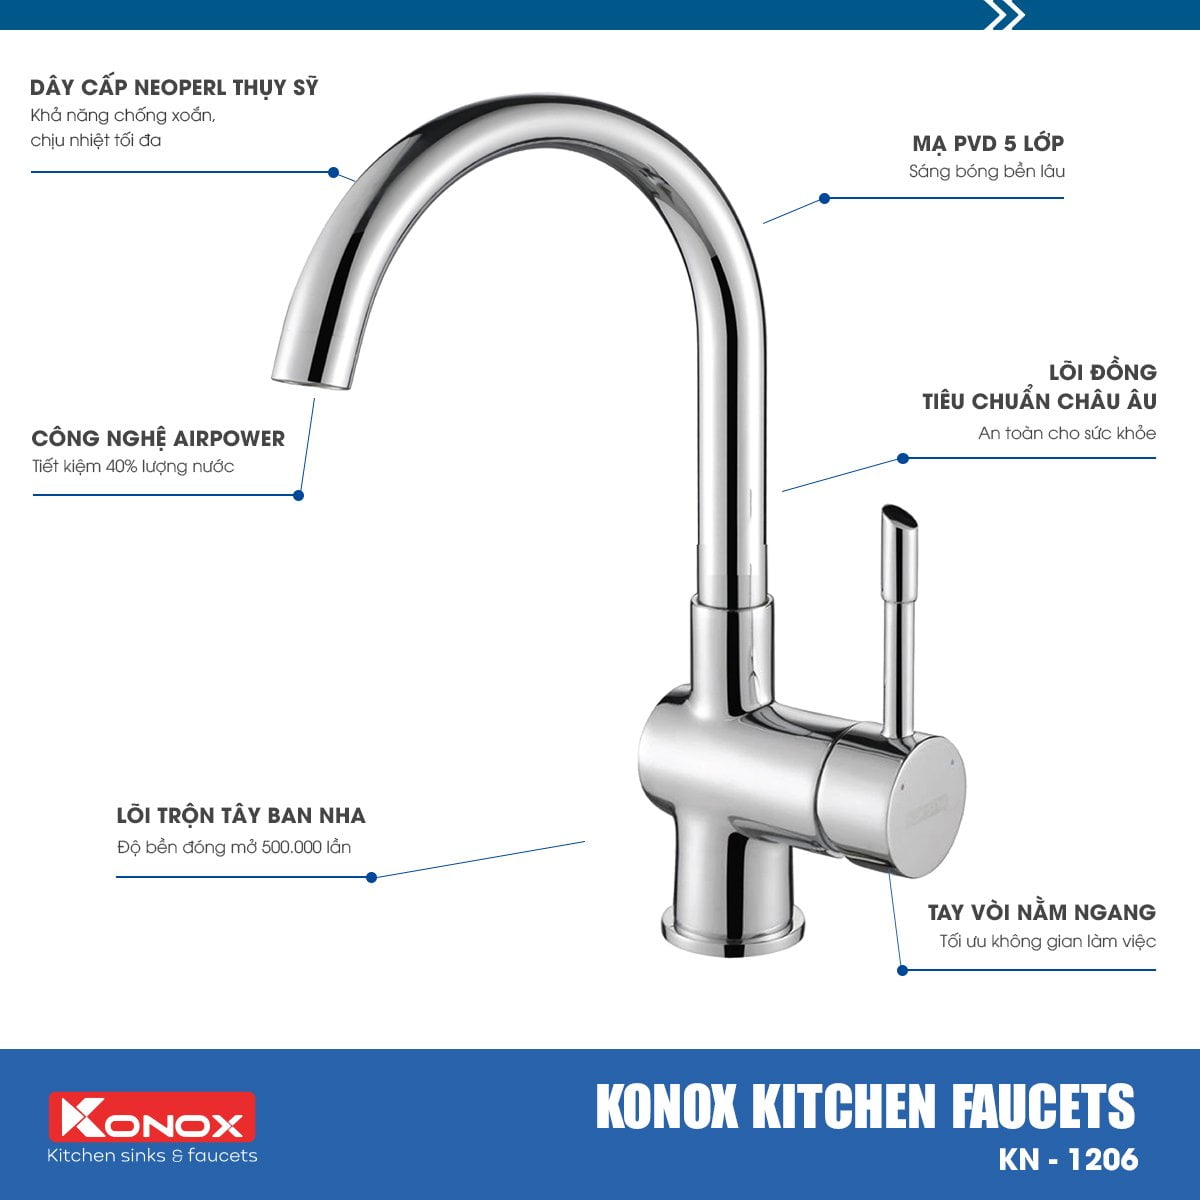 DÂY CẤP NEOPERL THỤY SỸ
Khả năng chống xoắn,
chịu nhiệt tối đa
MẠ PVD 5 LỚP
Sáng bóng bền lâu
LÕI ĐỒNG
TIÊU CHUẨN CHÂU ÂU
An toàn cho sức khỏe
CÔNG NGHỆ AIRPOWER
Tiết kiệm 40% lượng nước
LÕI TRỘN TÂY BAN NHA
Độ bền đóng mở 500.000 lần
TAY VÒI NẰM NGANG
Tối ưu không gian làm việc
KONOX
Kitchen sinks & faucets
KONOX KITCHEN FAUCETS
KN - 1206